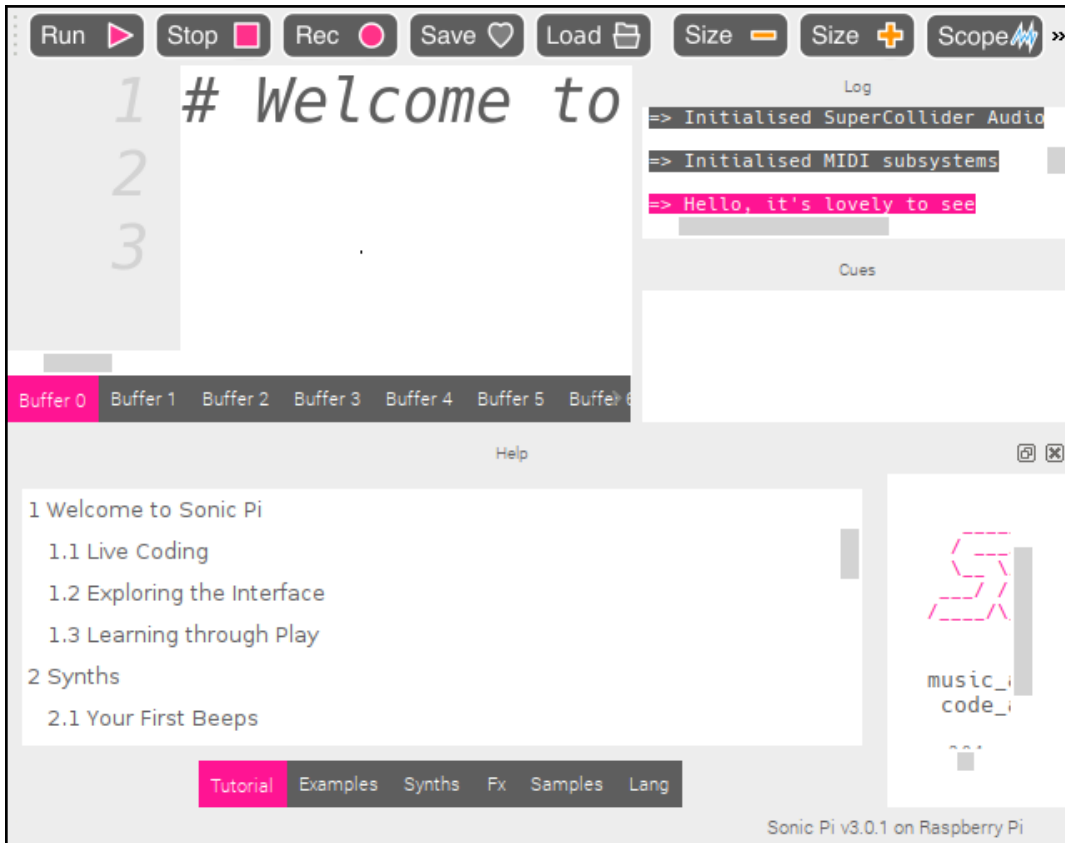 Run Stop Rec Save Load Size Size Scope »
1 # Welcome to
2
3
Log
=> Initialised SuperCollider Audio
=> Initialised MIDI subsystems
=> Hello, it's lovely to see
Cues
Buffer 0 Buffer 1 Buffer 2 Buffer 3 Buffer 4 Buffer 5
Help
1 Welcome to Sonic Pi
1.1 Live Coding
1.2 Exploring the Interface
1.3 Learning through Play
2 Synths
2.1 Your First Beeps
music_
code_
Tutorial Examples Synths Fx Samples Lang
Sonic Pi v3.0.1 on Raspberry Pi